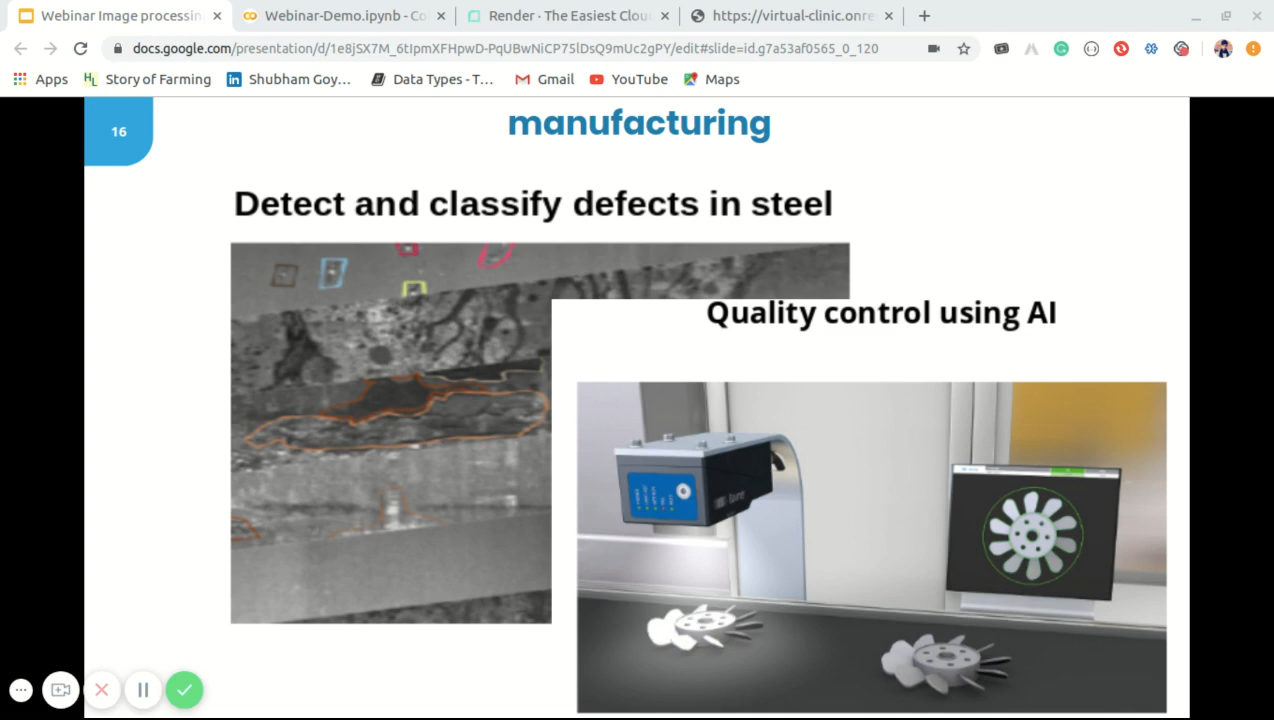 Webinar Image processin
Webinar-Demo.ipynb - Co
Render · The Easiest Clou
https://virtual-clinic.onre
docs.google.com/presentation/d/1e8jSX7M_6tIpmXFHpwD-PqUBwNiCP75lDsQ9mUc2gPY/edit#slide=id.g7a53af0565_0_120
Apps
HL Story of Farming
in Shubham Goy...
Data Types - T...
Gmail
YouTube
Maps
16
manufacturing
Detect and classify defects in steel
Quality control using AI